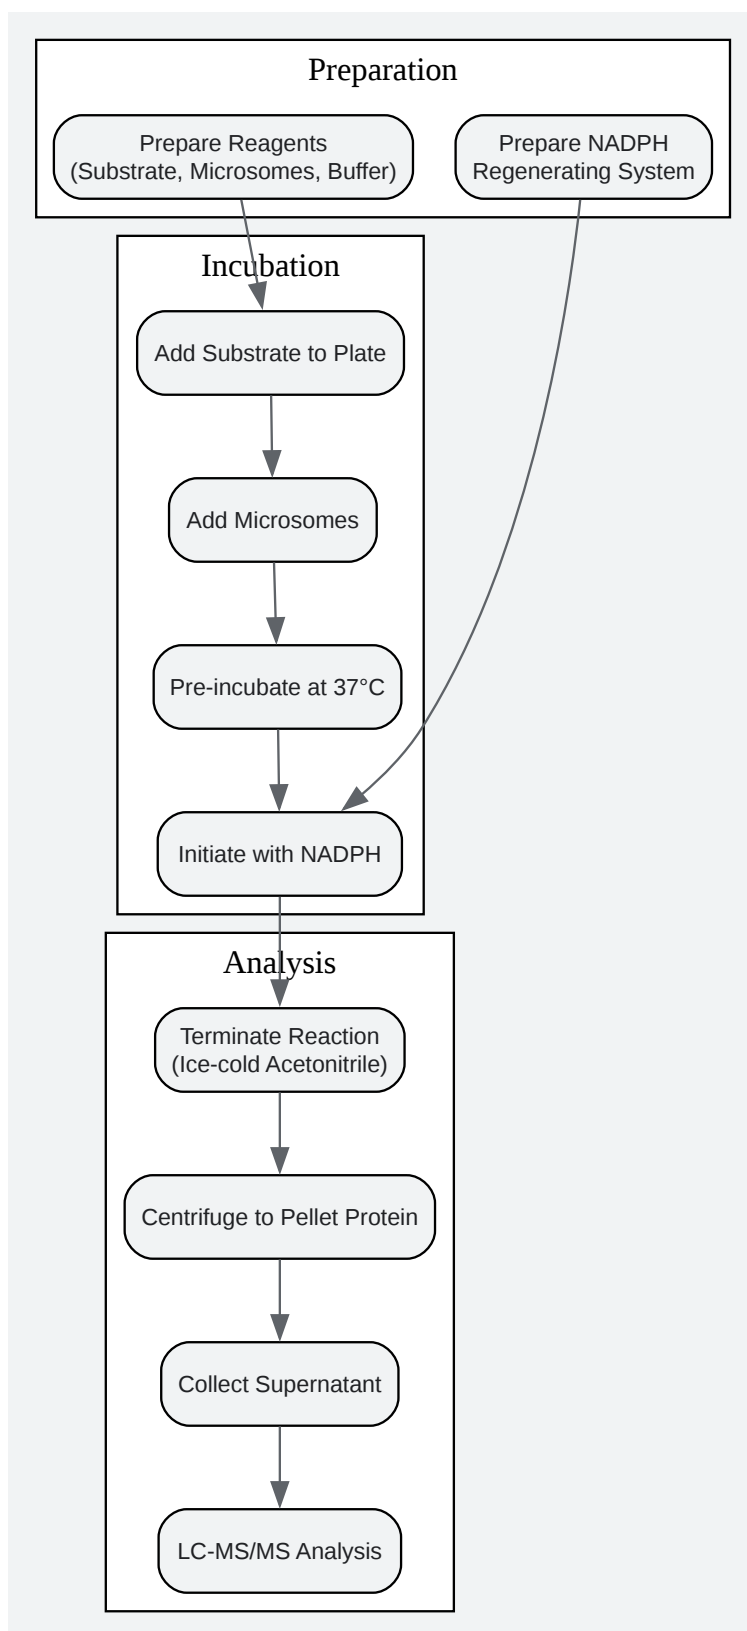 Preparation
Prepare Reagents
(Substrate, Microsomes, Buffer)
Prepare NADPH
Regenerating System
Incubation
Add Substrate to Plate
Add Microsomes
Pre-incubate at 37°C
Initiate with NADPH
Analysis
Terminate Reaction
(Ice-cold Acetonitrile)
Centrifuge to Pellet Protein
Collect Supernatant
LC-MS/MS Analysis